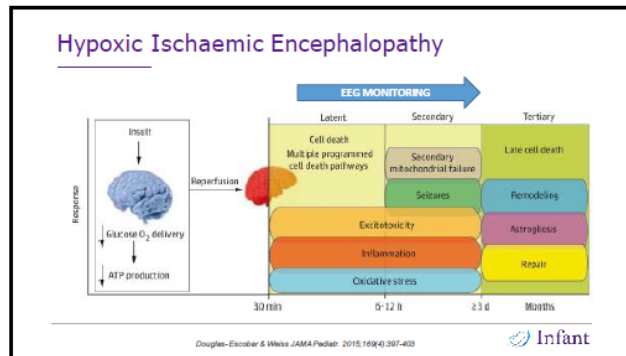 Hypoxic Ischaemic Encephalopathy
EEG MONITORING
Latent
Secondary
Tertiary
Insult
Glucose O₂ delivery
ATP production
Response
Reperfusion
Cell death
Multiple programmed
cell death pathways
Secondary
mitochondrial failure
Seizures
Excitotoxicity
Inflammation
Oxidative stress
Late cell death
Remodeling
Astrogliosis
Repair
30 min
6-12 h
≥3 d
Months
Douglas- Escobar & Weiss JAMA Pediatr. 2015;169(4):397-403
Infant